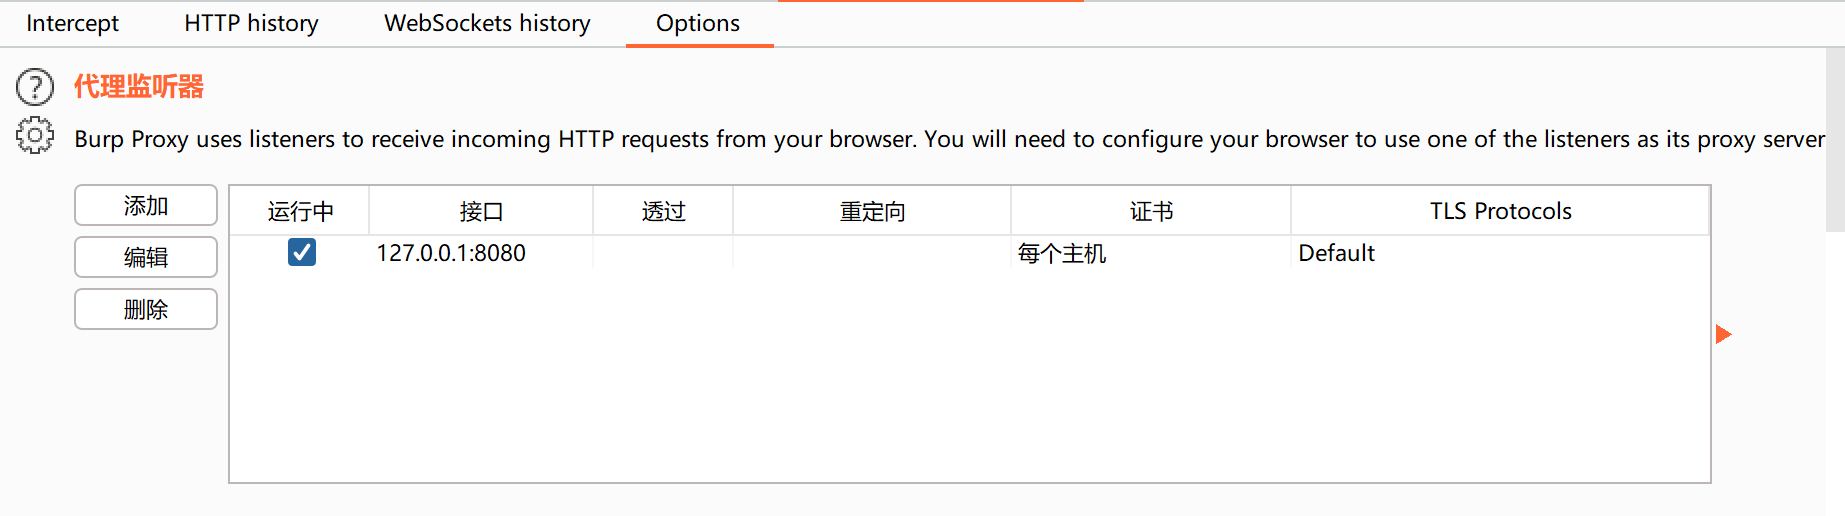 Intercept HTTP history WebSockets history Options
代理监听器
Burp Proxy uses listeners to receive incoming HTTP requests from your browser. You will need to configure your browser to use one of the listeners as its proxy server
添加
编辑
删除
运行中 接口 透过 重定向 证书 TLS Protocols
127.0.0.1:8080 每个主机 Default